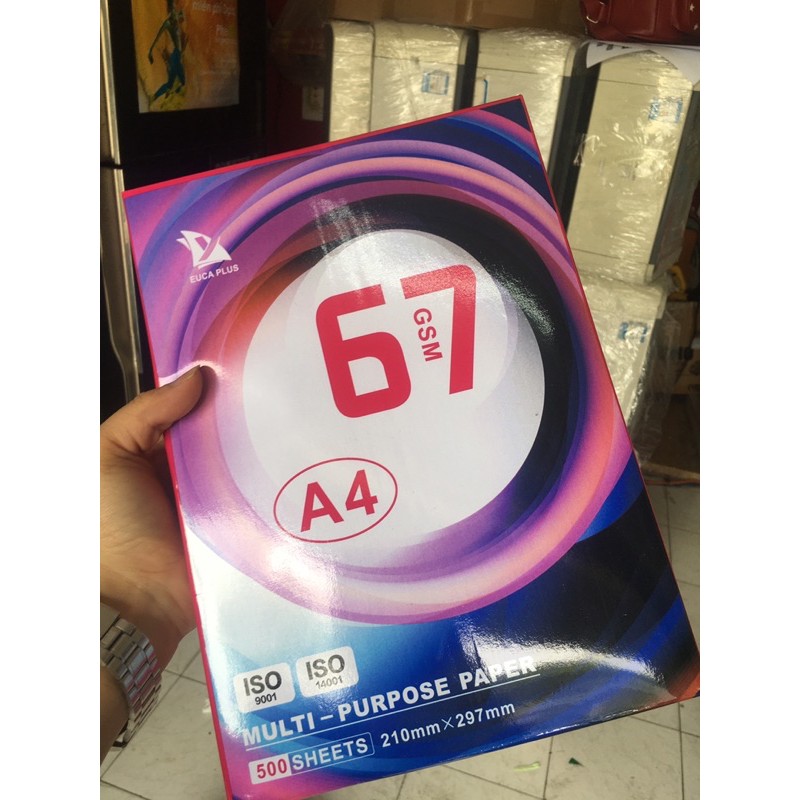 EUCA PLUS
67
GSM
A4
ISO
9001
ISO
14001
MULTI - PURPOSE PAPER
500 SHEETS 210mm×297mm